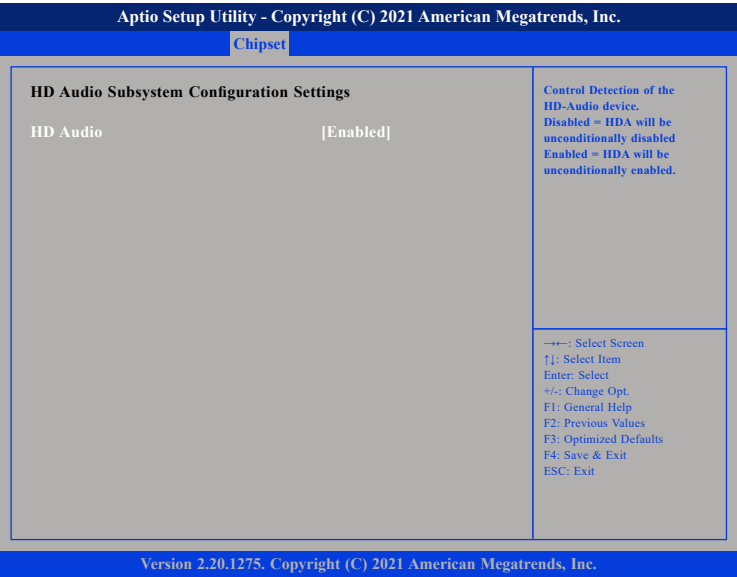 Aptio Setup Utility - Copyright (C) 2021 American Megatrends, Inc.
Chipset
HD Audio Subsystem Configuration Settings
HD Audio [Enabled]
Control Detection of the
HD-Audio device.
Disabled = HDA will be
unconditionally disabled
Enabled = HDA will be
unconditionally enabled.
→←: Select Screen
↑↓: Select Item
Enter: Select
+/-: Change Opt.
F1: General Help
F2: Previous Values
F3: Optimized Defaults
F4: Save & Exit
ESC: Exit
Version 2.20.1275. Copyright (C) 2021 American Megatrends, Inc.